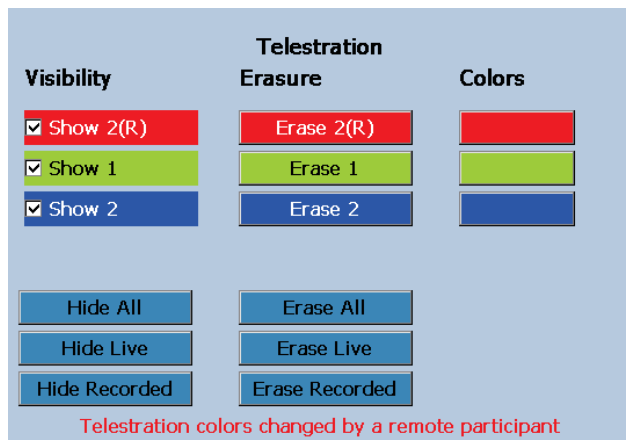 Telestration
Visibility Erasure Colors
Show 2(R) Erase 2(R)
Show 1 Erase 1
Show 2 Erase 2
Hide All Erase All
Hide Live Erase Live
Hide Recorded Erase Recorded
Telestration colors changed by a remote participant